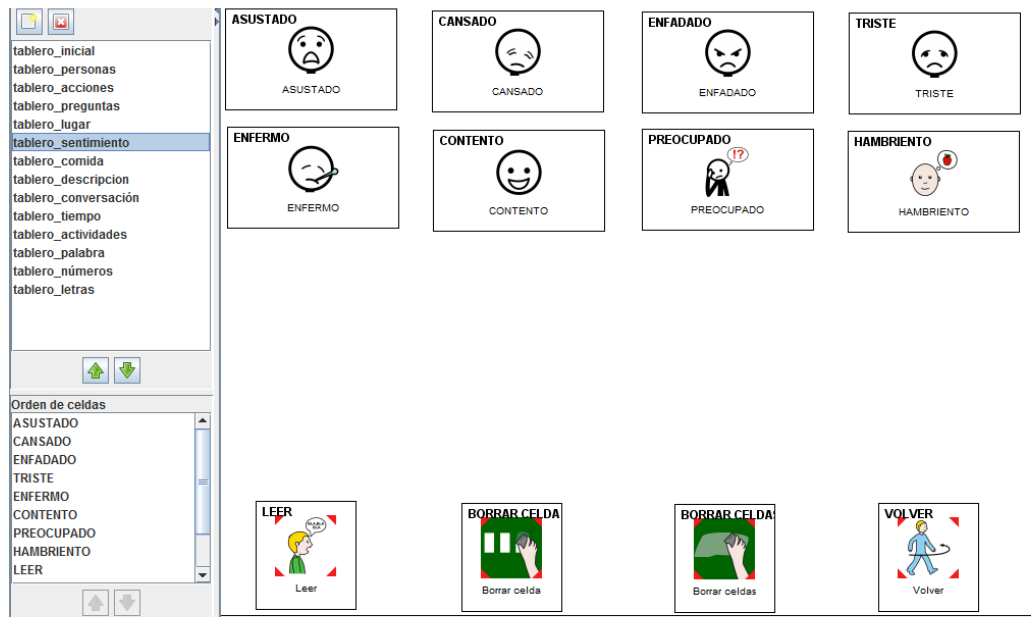 tablero_inicial
tablero_personas
tablero_acciones
tablero_preguntas
tablero_lugar
tablero_sentimiento
tablero_comida
tablero_descripcion
tablero_conversación
tablero_tiempo
tablero_actividades
tablero_palabra
tablero_números
tablero_letras
Orden de celdas
ASUSTADO
CANSADO
ENFADADO
TRISTE
ENFERMO
CONTENTO
PREOCUPADO
HAMBRIENTO
LEER
ASUSTADO
ASUSTADO
CANSADO
CANSADO
ENFADADO
ENFADADO
TRISTE
TRISTE
ENFERMO
ENFERMO
CONTENTO
CONTENTO
PREOCUPADO
!?
PREOCUPADO
HAMBRIENTO
HAMBRIENTO
LEER
Leer
BORRAR CELDA
Borrar celda
BORRAR CELDAS
Borrar celdas
VOLVER
Volver